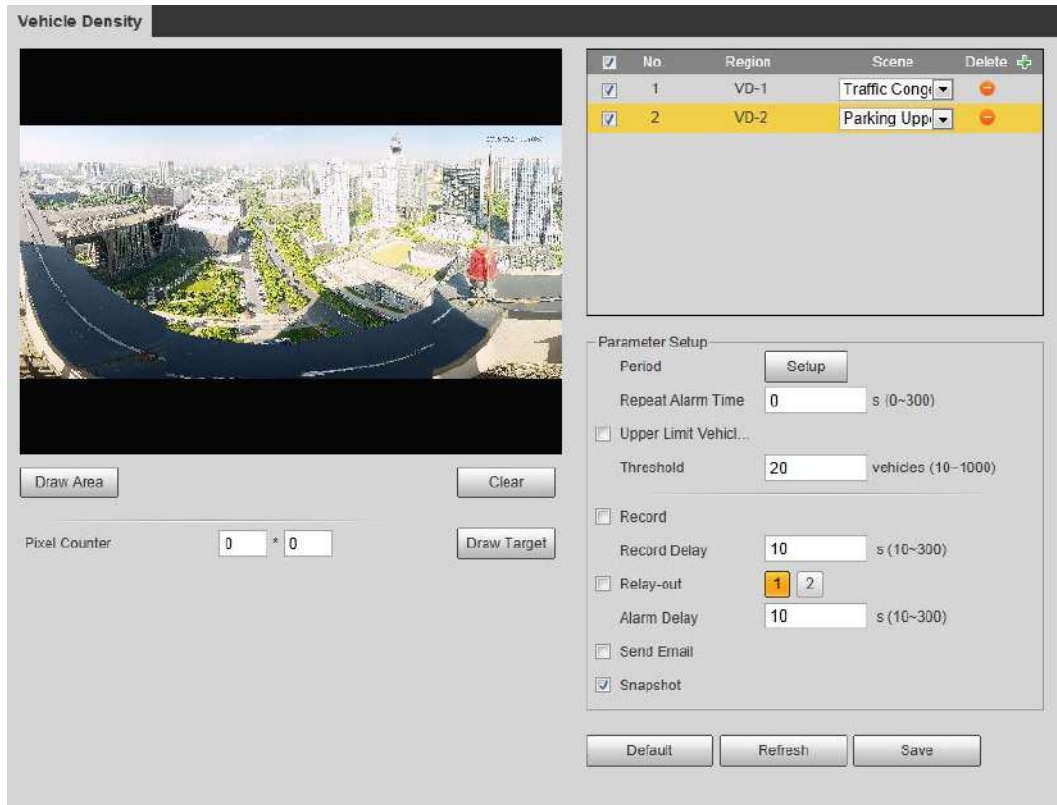 Vehicle Density
No. Region Scene Delete
1 VD-1 Traffic Cong
2 VD-2 Parking Upp
Draw Area Clear
Pixel Counter 0 * 0 Draw Target
Parameter Setup
Period Setup
Repeat Alarm Time 0 s (0~300)
Upper Limit Vehicl...
Threshold 20 vehicles (10~1000)
Record
Record Delay 10 s (10~300)
Relay-out 1 2
Alarm Delay 10 s (10~300)
Send Email
Snapshot
Default Refresh Save